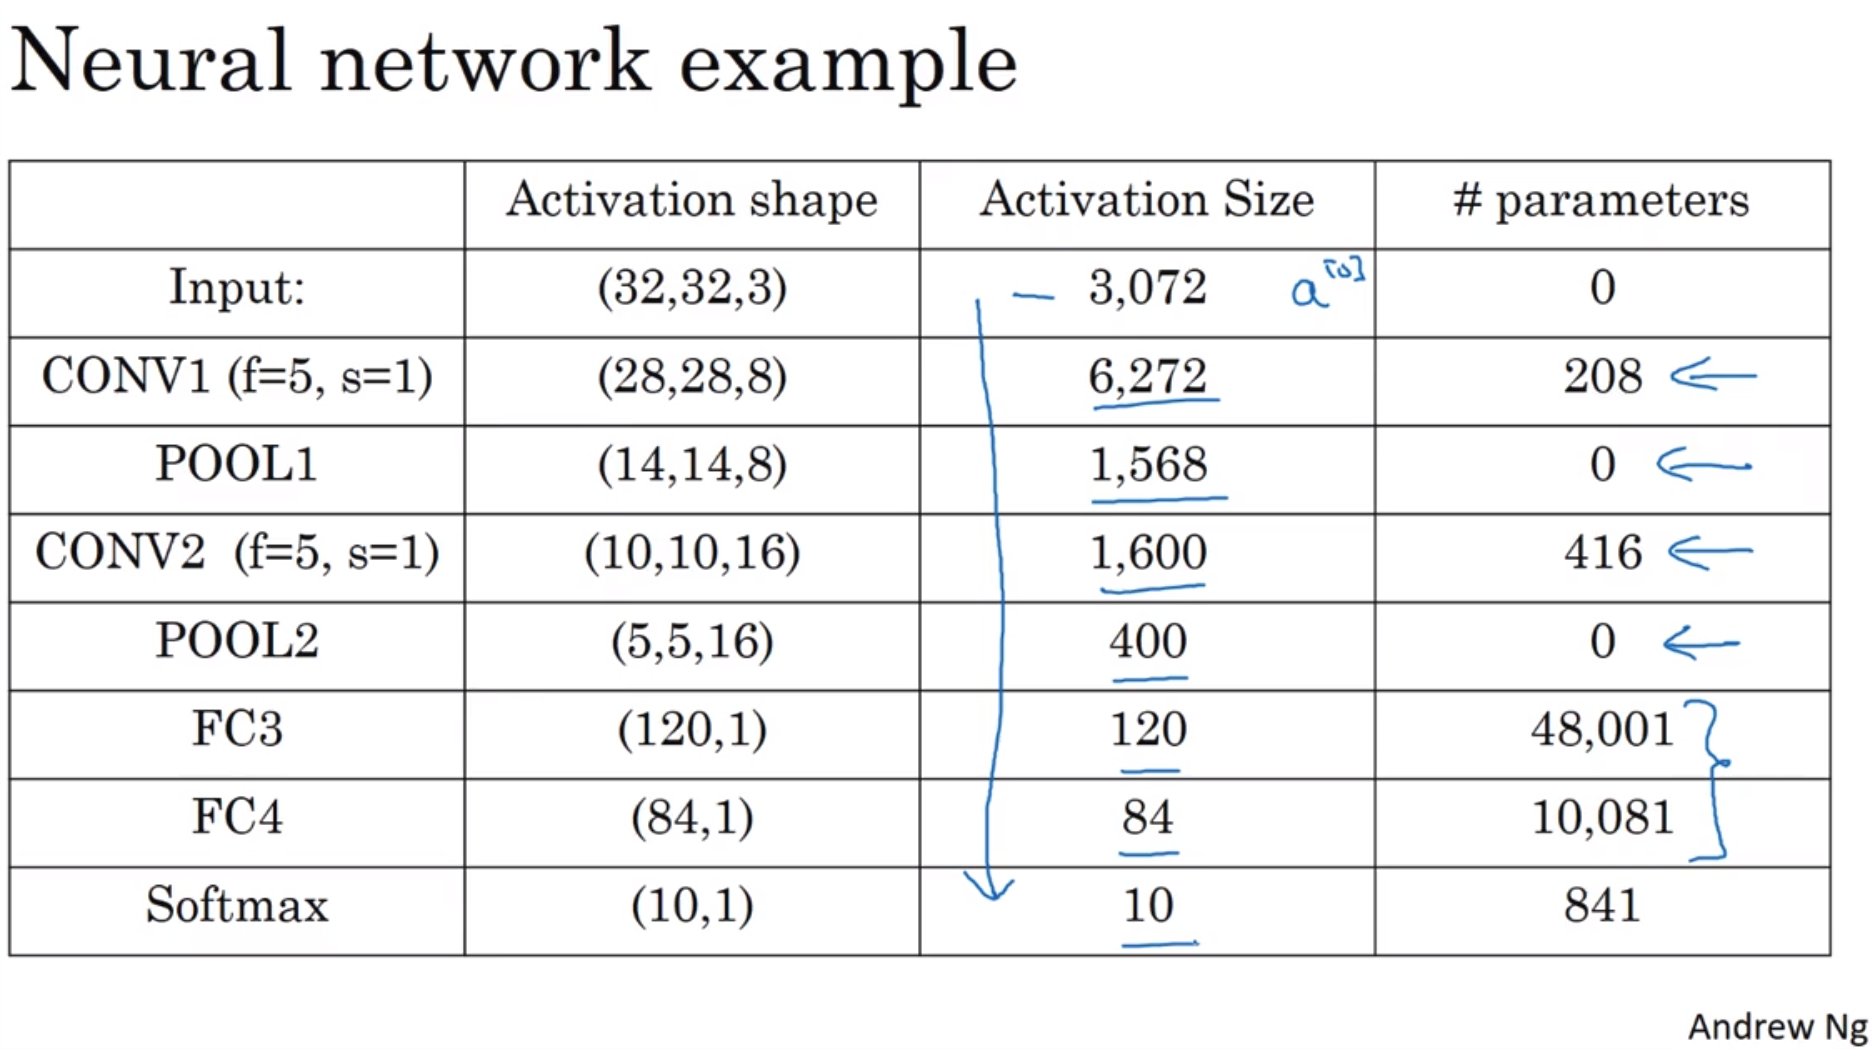 Neural network example
Activation shape Activation Size # parameters
Input: (32,32,3) 3,072 a[0] 0
CONV1 (f=5, s=1) (28,28,8) 6,272 208
POOL1 (14,14,8) 1,568 0
CONV2 (f=5, s=1) (10,10,16) 1,600 416
POOL2 (5,5,16) 400 0
FC3 (120,1) 120 48,001
FC4 (84,1) 84 10,081
Softmax (10,1) 10 841
Andrew Ng